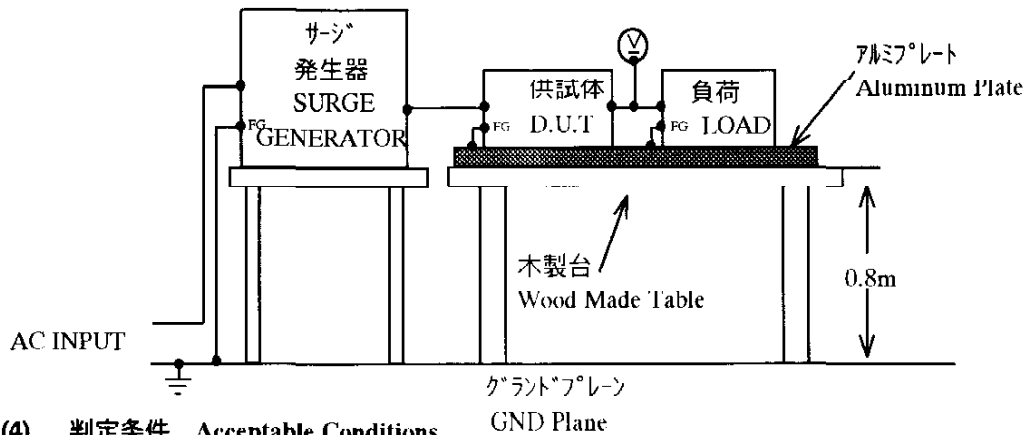 サージ
発生器
SURGE
GENERATOR
FG
供試体
D.U.T
FG
V
負荷
LOAD
FG
アルミプレート
Aluminum Plate
木製台
Wood Made Table
0.8m
AC INPUT
グランドプレーン
GND Plane
(4) 判定条件 Acceptable Conditions